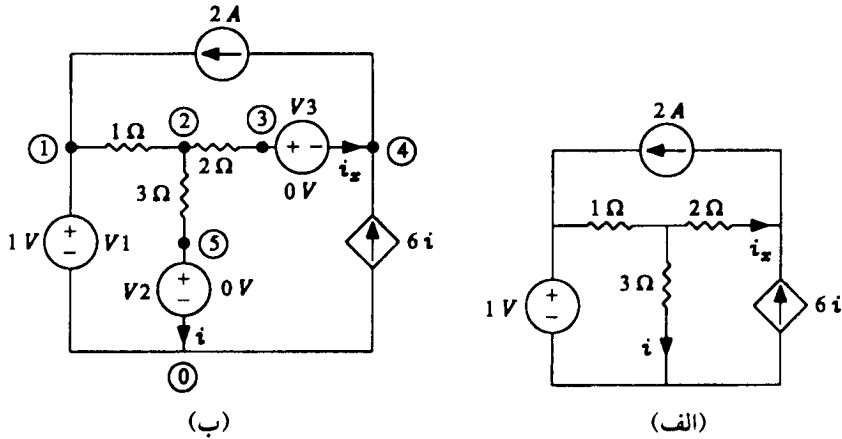 2 A
① 1 Ω ② 2 Ω ③ V3 + − 0 V i_x ④
3 Ω
1 V + − V1
⑤
V2 + − 0 V
i
6 i
⓪
(ب)
2 A
1 Ω 2 Ω
i_x
3 Ω
1 V + −
i
6 i
(الف)